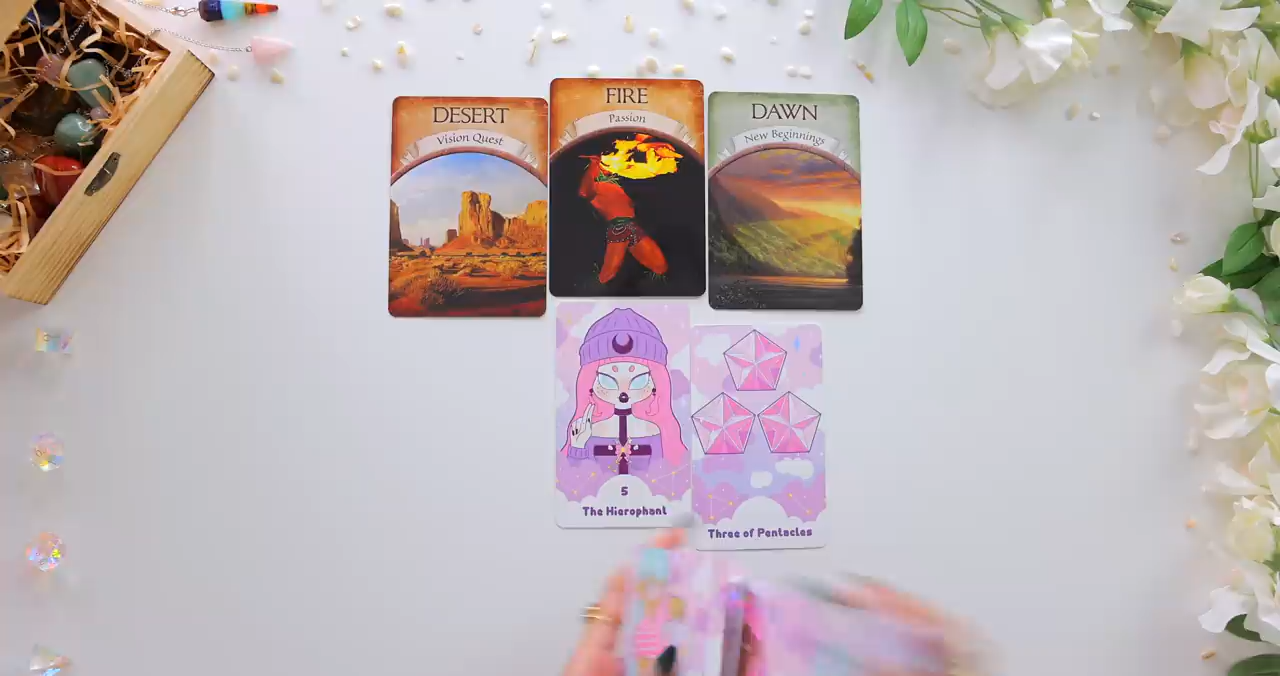 DESERT
Vision Quest
FIRE
Passion
DAWN
New Beginnings
5
The Hierophant
Three of Pentacles